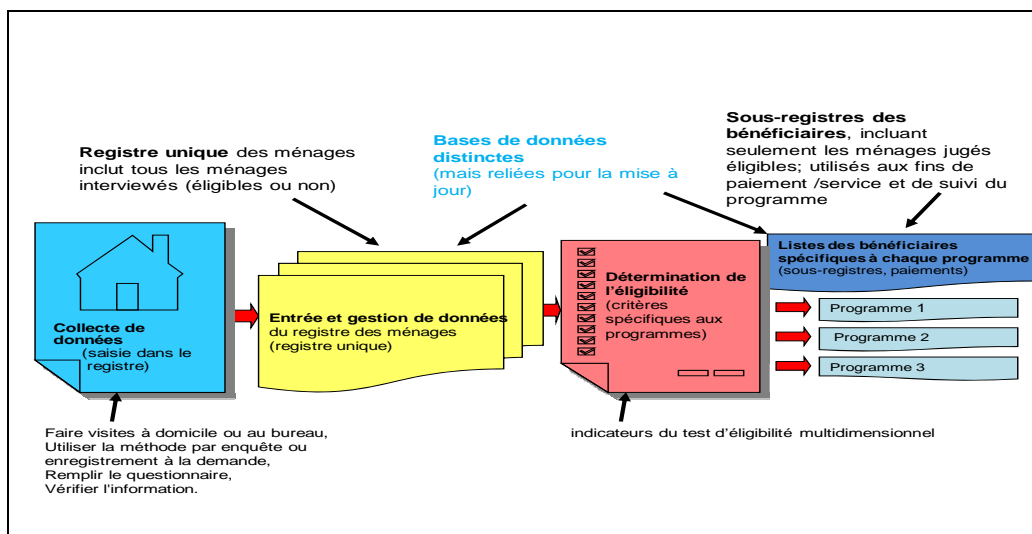 Registre unique des ménages
inclut tous les ménages
interviewés (éligibles ou non)
Bases de données
distinctes
(mais reliées pour la mise à
jour)
Sous-registres des
bénéficiaires, incluant
seulement les ménages jugés
éligibles; utilisés aux fins de
paiement /service et de suivi du
programme
Collecte de
données
(saisie dans le
registre)
Entrée et gestion de données
du registre des ménages
(registre unique)
Détermination de
l'éligibilité
(critères
spécifiques aux
programmes)
Listes des bénéficiaires
spécifiques à chaque programme
(sous-registres, paiements)
Programme 1
Programme 2
Programme 3
Faire visites à domicile ou au bureau,
Utiliser la méthode par enquête ou
enregistrement à la demande,
Remplir le questionnaire,
Vérifier l'information.
indicateurs du test d'éligibilité multidimensionnel